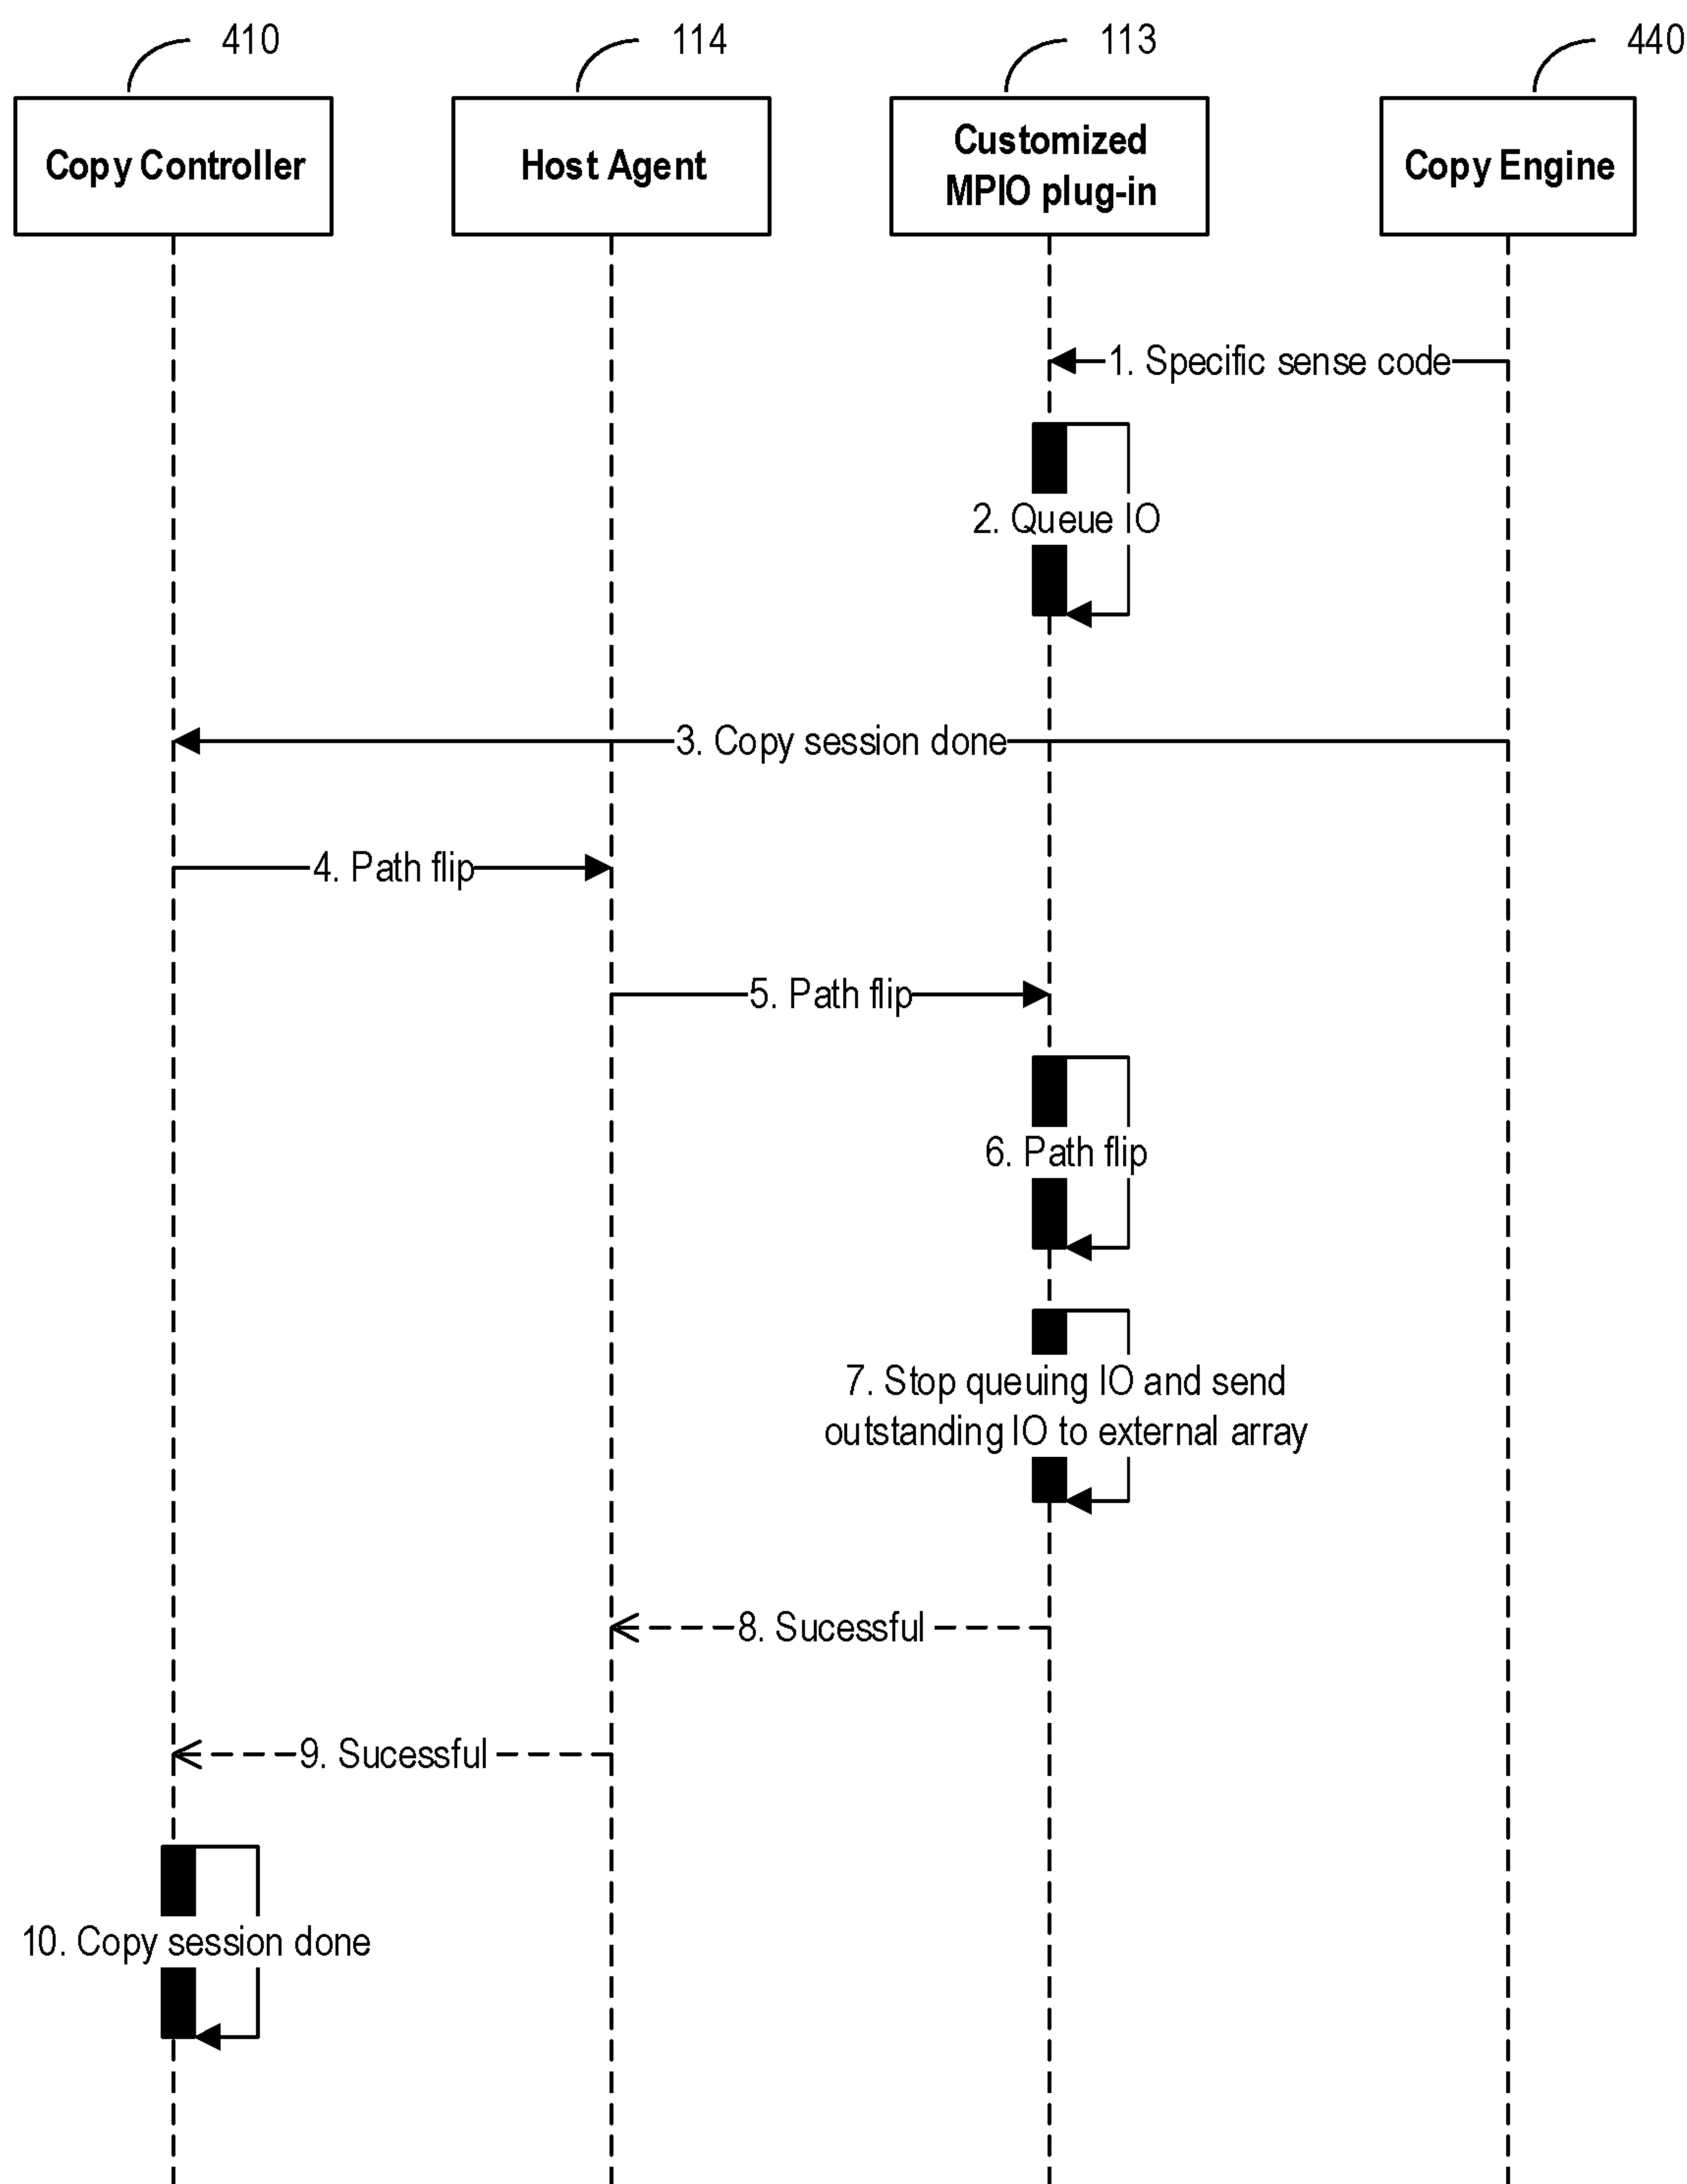 410
114
113
440
Copy Controller
Host Agent
Customized
MPIO plug-in
Copy Engine
1. Specific sense code
2. Queue IO
3. Copy session done
4. Path flip
5. Path flip
6. Path flip
7. Stop queuing IO and send
outstanding IO to external array
8. Sucessful
9. Sucessful
10. Copy session done